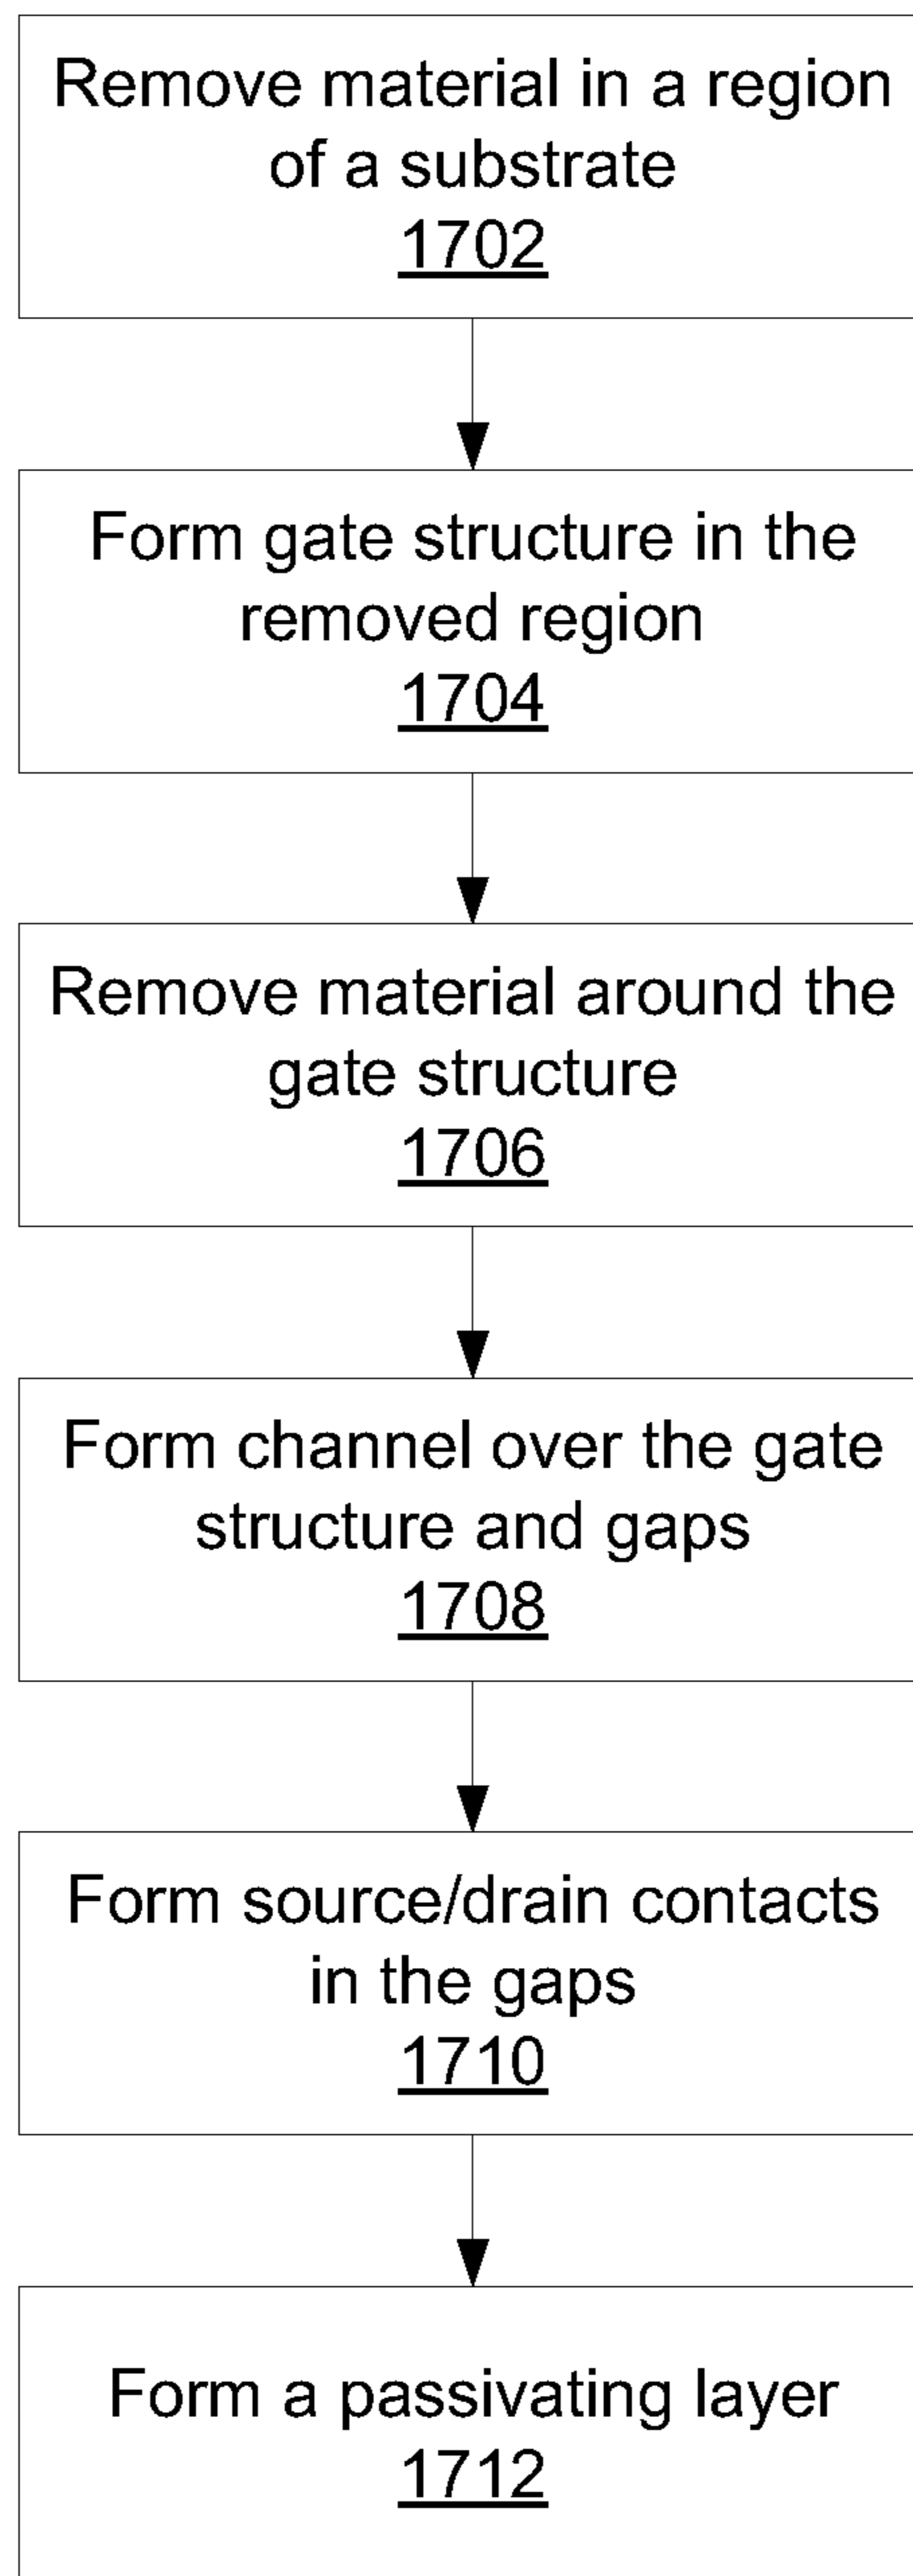 Remove material in a region
of a substrate
1702
Form gate structure in the
removed region
1704
Remove material around the
gate structure
1706
Form channel over the gate
structure and gaps
1708
Form source/drain contacts
in the gaps
1710
Form a passivating layer
1712